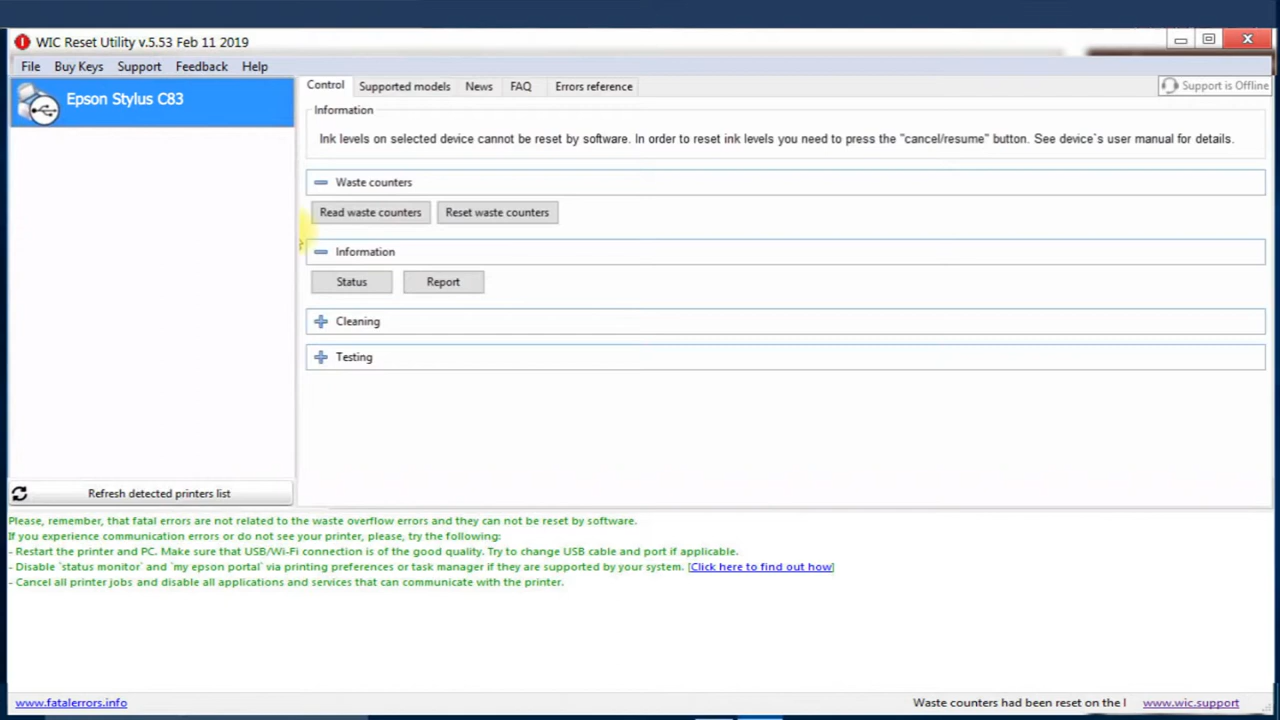 WIC Reset Utility v.5.53 Feb 11 2019
File Buy Keys Support Feedback Help
Epson Stylus C83
Control Supported models News FAQ Errors reference
Support is Offline
Information
Ink levels on selected device cannot be reset by software. In order to reset ink levels you need to press the "cancel/resume" button. See device`s user manual for details.
Waste counters
Read waste counters Reset waste counters
Information
Status Report
Cleaning
Testing
Refresh detected printers list
Please, remember, that fatal errors are not related to the waste overflow errors and they can not be reset by software.
If you experience communication errors or do not see your printer, please, try the following:
- Restart the printer and PC. Make sure that USB/Wi-Fi connection is of the good quality. Try to change USB cable and port if applicable.
- Disable `status monitor` and `my epson portal` via printing preferences or task manager if they are supported by your system. [Click here to find out how]
- Cancel all printer jobs and disable all applications and services that can communicate with the printer.
www.fatalerrors.info
Waste counters had been reset on the
www.wic.support